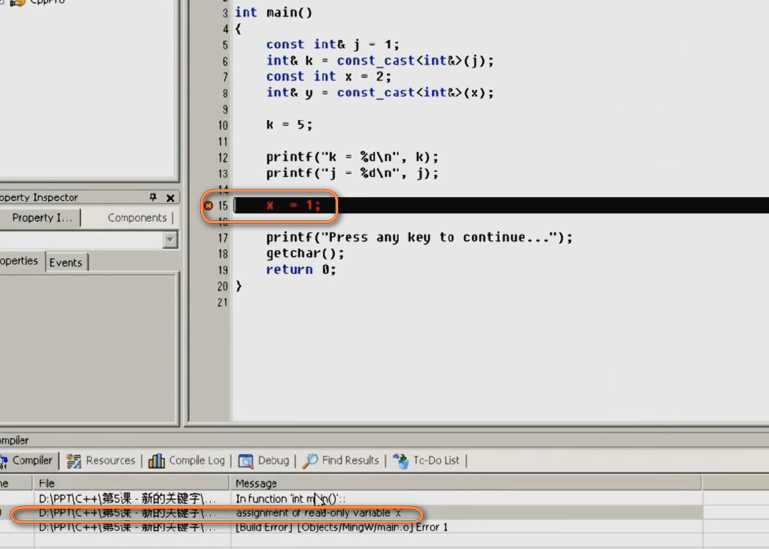 CppPro
3 int main()
4 {
5 const int& j = 1;
6 int& k = const_cast<int&>(j);
7 const int x = 2;
8 int& y = const_cast<int&>(x);
9
10 k = 5;
11
12 printf("k = %d\n", k);
13 printf("j = %d\n", j);
14
15 x = 1;
16
17 printf("Press any key to continue...");
18 getchar();
19 return 0;
20 }
21
operty Inspector
Property I... Components
operties Events
ompiler
Compiler Resources Compile Log Debug Find Results To-Do List
ne File Message
D:\PPT\C++\第5课 - 新的关键字\... In function 'int main()'::
D:\PPT\C++\第5课 - 新的关键字\... assignment of read-only variable 'x'
D:\PPT\C++\第5课 - 新的关键字\... [Build Error] [Objects/MingW/main.o] Error 1